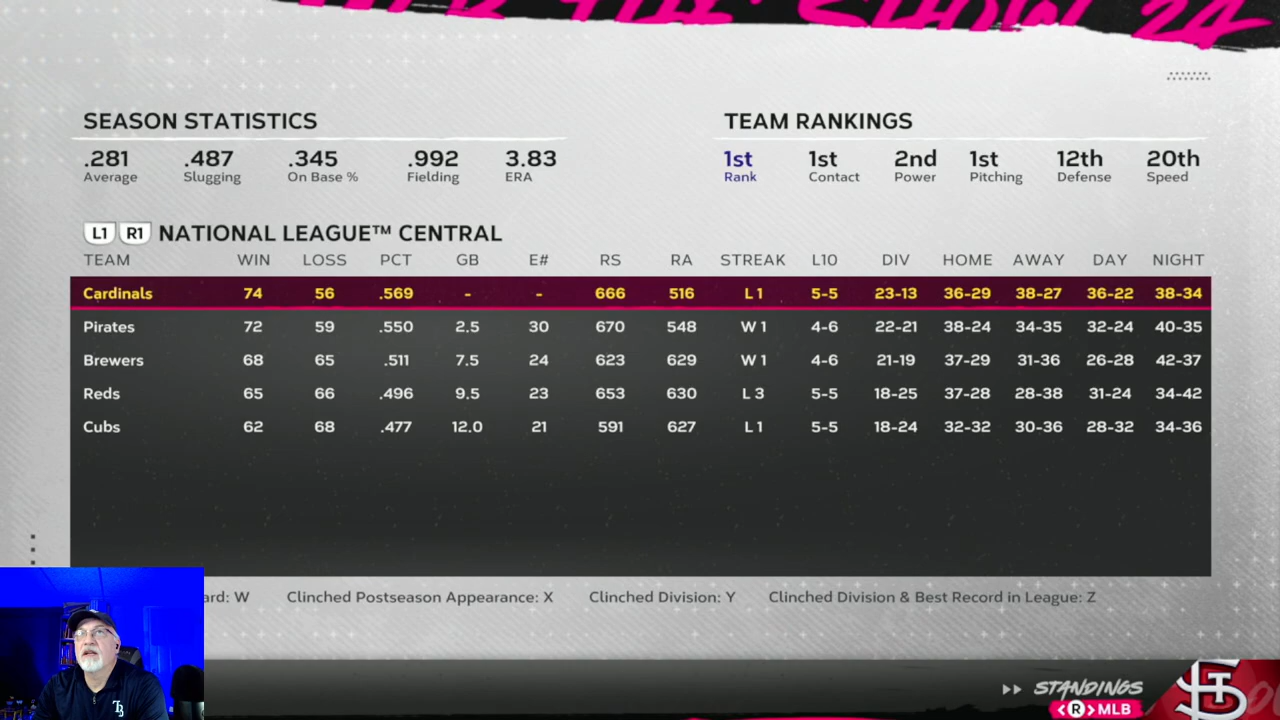 THE SHOW 24
SEASON STATISTICS
TEAM RANKINGS
.281 .487 .345 .992 3.83
Average Slugging On Base % Fielding ERA
1st 1st 2nd 1st 12th 20th
Rank Contact Power Pitching Defense Speed
L1 R1 NATIONAL LEAGUE™ CENTRAL
TEAM WIN LOSS PCT GB E# RS RA STREAK L10 DIV HOME AWAY DAY NIGHT
Cardinals 74 56 .569 - - 666 516 L 1 5-5 23-13 36-29 38-27 36-22 38-34
Pirates 72 59 .550 2.5 30 670 548 W 1 4-6 22-21 38-24 34-35 32-24 40-35
Brewers 68 65 .511 7.5 24 623 629 W 1 4-6 21-19 37-29 31-36 26-28 42-37
Reds 65 66 .496 9.5 23 653 630 L 3 5-5 18-25 37-28 28-38 31-24 34-42
Cubs 62 68 .477 12.0 21 591 627 L 1 5-5 18-24 32-32 30-36 28-32 34-36
ard: W Clinched Postseason Appearance: X Clinched Division: Y Clinched Division & Best Record in League: Z
STANDINGS
R MLB
STL
TB